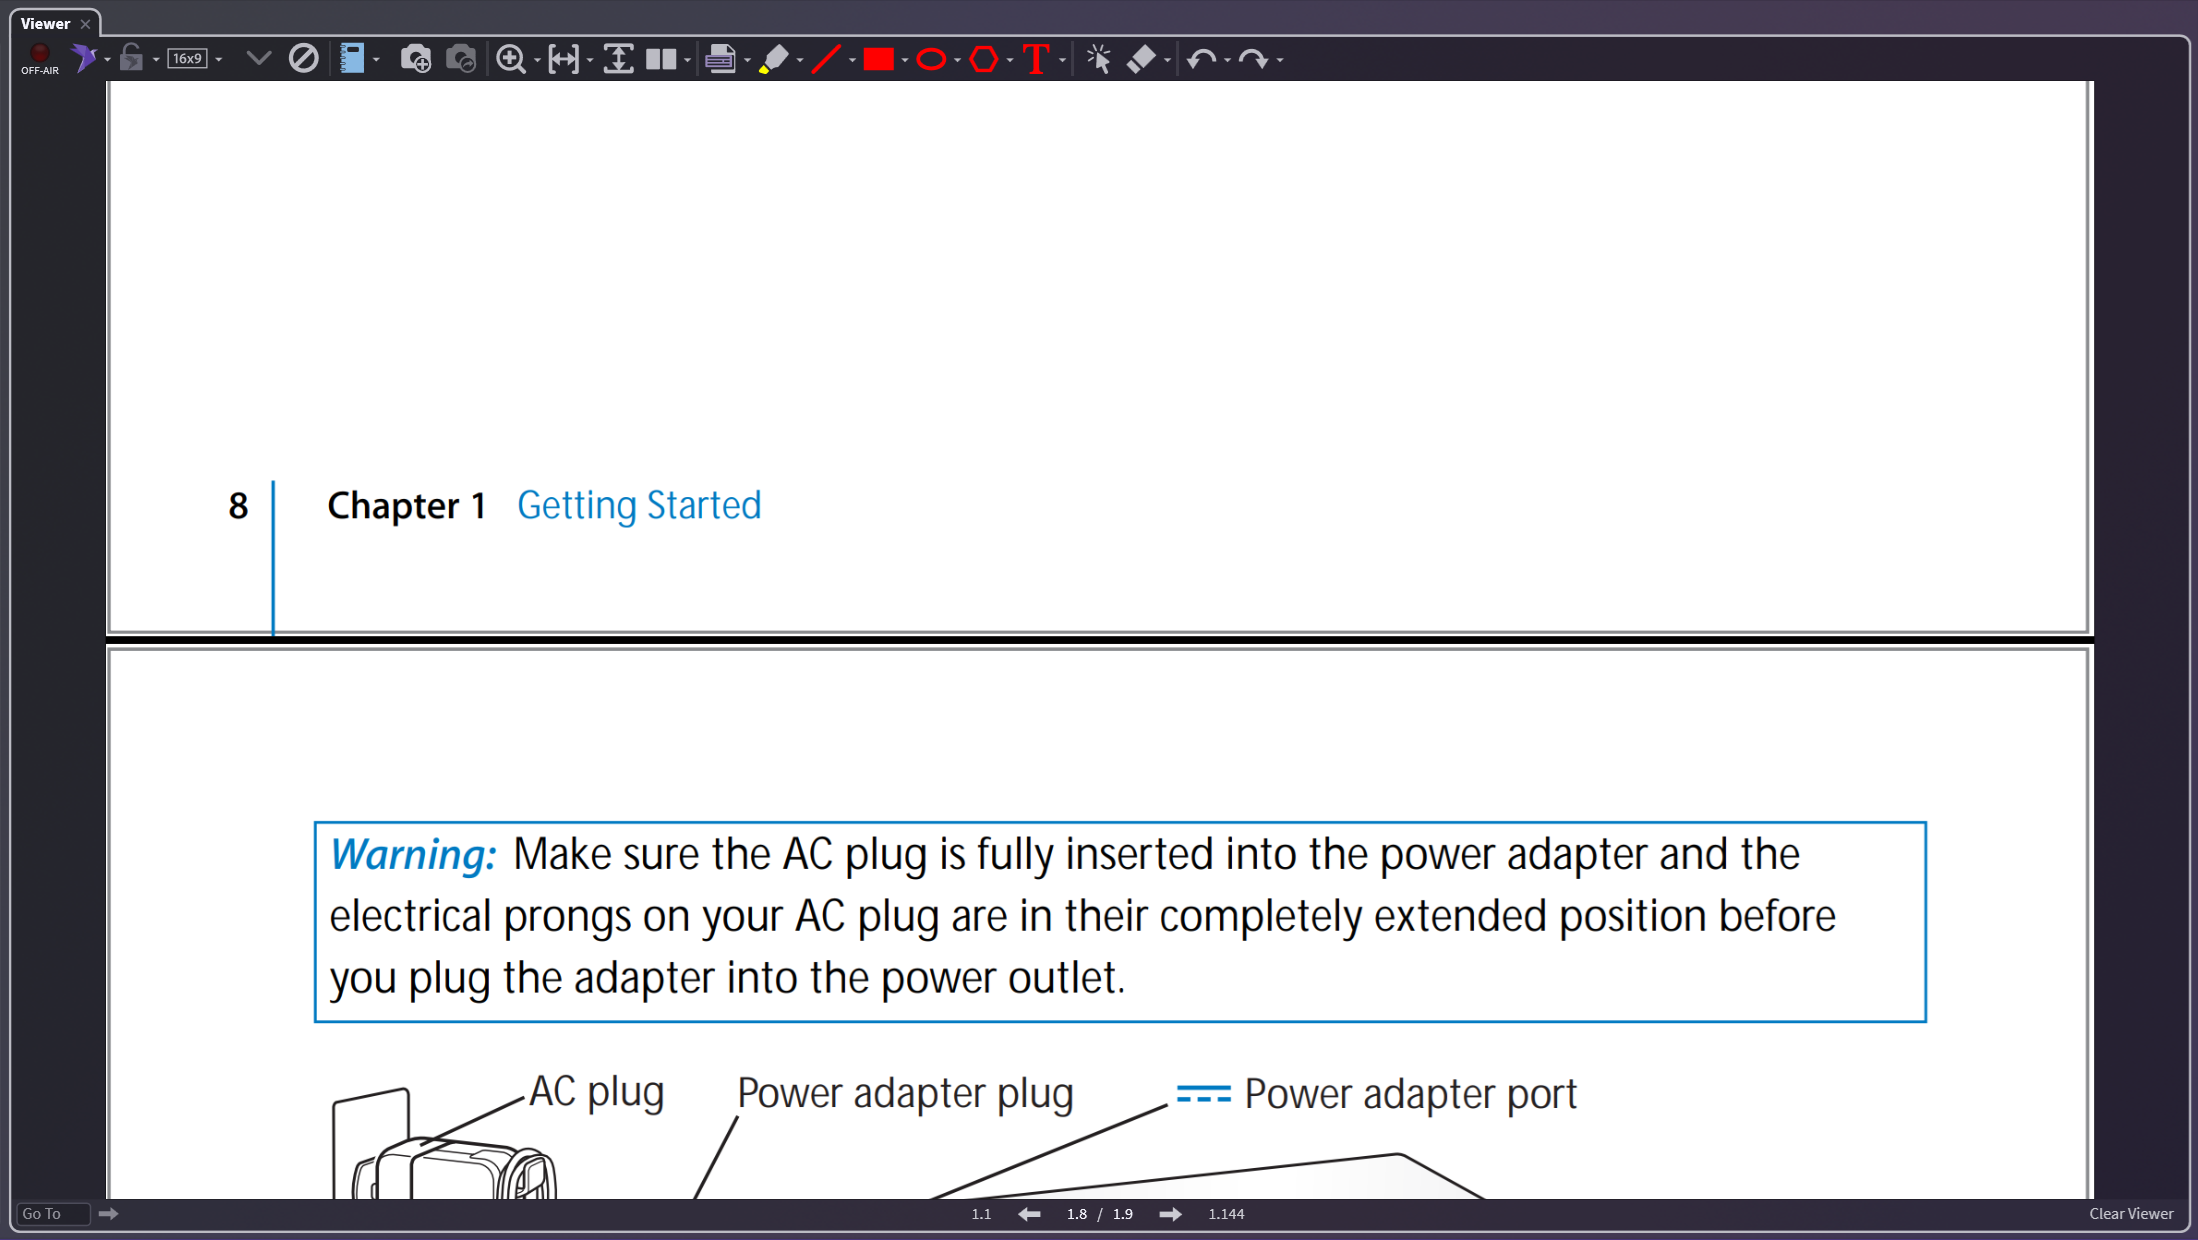 Viewer
OFF-AIR
16x9
T
8 Chapter 1 Getting Started
Warning: Make sure the AC plug is fully inserted into the power adapter and the
electrical prongs on your AC plug are in their completely extended position before
you plug the adapter into the power outlet.
AC plug
Power adapter plug
Power adapter port
Go To
1.1
1.8 / 1.9
1.144
Clear Viewer